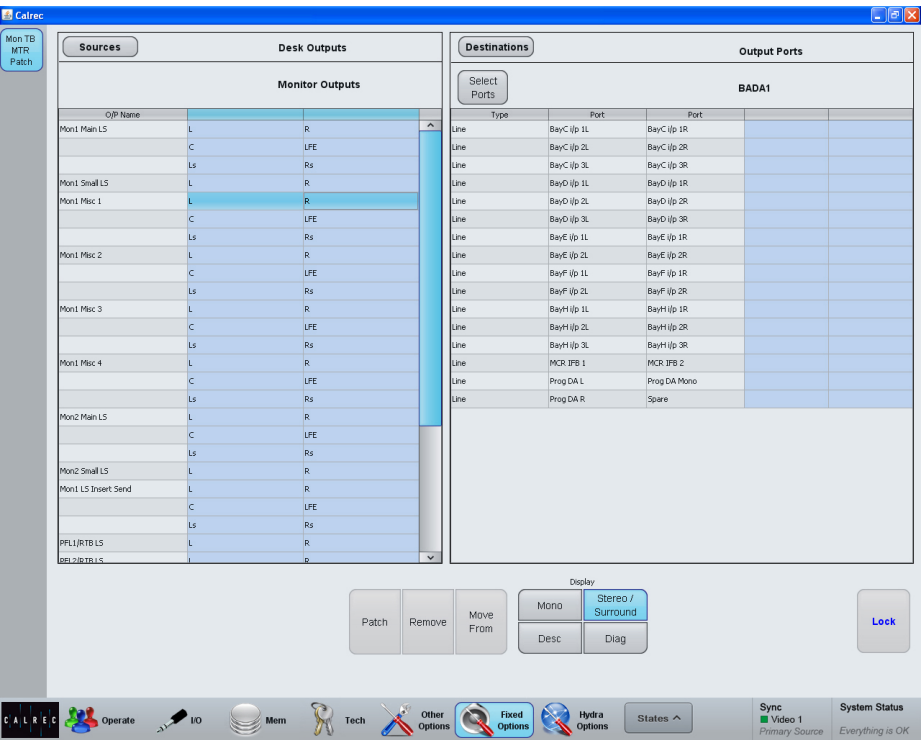 Calrec
Mon TB
MTR
Patch
Sources
Desk Outputs
Monitor Outputs
O/P Name
Mon1 Main LS L R
C LFE
Ls Rs
Mon1 Small LS L R
Mon1 Misc 1 L R
C LFE
Ls Rs
Mon1 Misc 2 L R
C LFE
Ls Rs
Mon1 Misc 3 L R
C LFE
Ls Rs
Mon1 Misc 4 L R
C LFE
Ls Rs
Mon2 Main LS L R
C LFE
Ls Rs
Mon2 Small LS L R
Mon1 LS Insert Send L R
C LFE
Ls Rs
PFL1/RTB LS L R
PFL2/RTB LS L R
Destinations
Output Ports
Select
Ports
BADA1
Type Port Port
Line BayC i/p 1L BayC i/p 1R
Line BayC i/p 2L BayC i/p 2R
Line BayC i/p 3L BayC i/p 3R
Line BayD i/p 1L BayD i/p 1R
Line BayD i/p 2L BayD i/p 2R
Line BayD i/p 3L BayD i/p 3R
Line BayE i/p 1L BayE i/p 1R
Line BayE i/p 2L BayE i/p 2R
Line BayF i/p 1L BayF i/p 1R
Line BayF i/p 2L BayF i/p 2R
Line BayH i/p 1L BayH i/p 1R
Line BayH i/p 2L BayH i/p 2R
Line BayH i/p 3L BayH i/p 3R
Line MCR IFB 1 MCR IFB 2
Line Prog DA L Prog DA Mono
Line Prog DA R Spare
Patch
Remove
Move
From
Display
Mono
Stereo /
Surround
Desc
Diag
Lock
CALREC
Operate
I/O
Mem
Tech
Other
Options
Fixed
Options
Hydra
Options
States
Sync
Video 1
Primary Source
System Status
Everything is OK